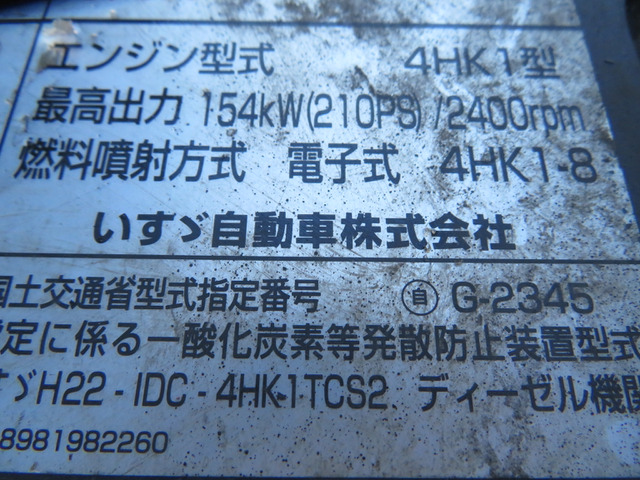 エンジン型式 4HK1型
最高出力 154kW(210PS)/2400rpm
燃料噴射方式 電子式 4HK1-8
いすゞ自動車株式会社
国土交通省型式指定番号 自 G-2345
定に係る一酸化炭素等発散防止装置型式
すゞH22-IDC-4HK1TCS2、ディーゼル機関
8981982260